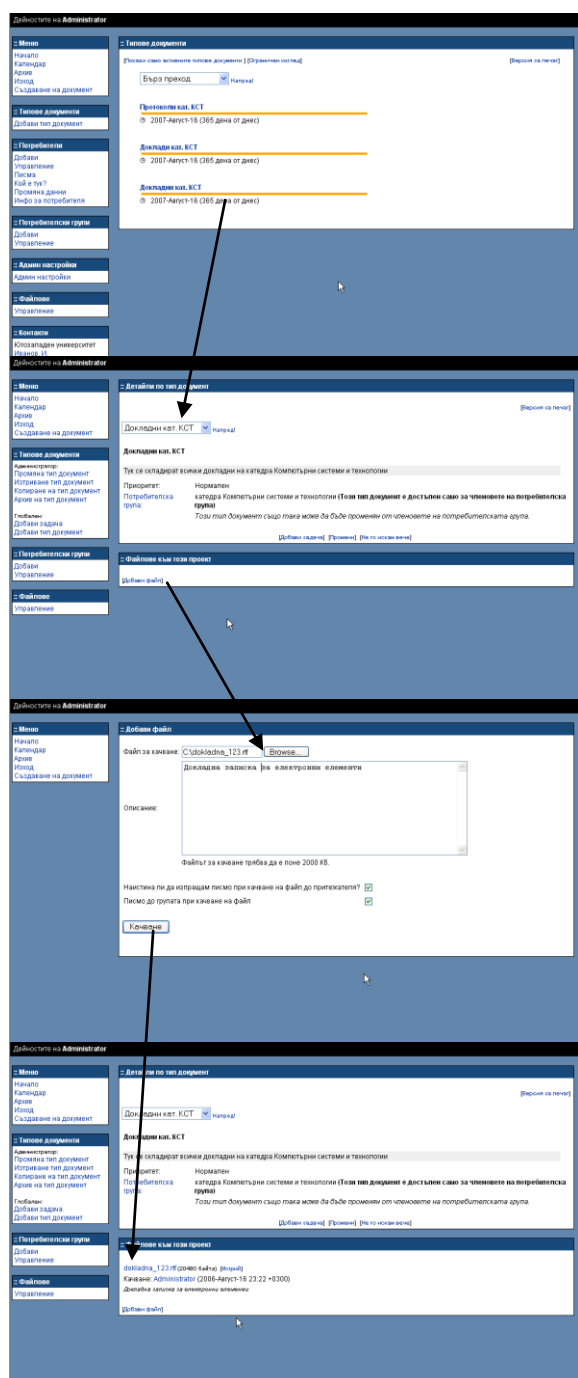 Дейностите на Administrator
:: Меню
Начало
Календар
Архив
Изход
Създаване на документ
:: Типове документи
Добави тип документ
:: Потребители
Добави
Управление
Писма
Кой е тук?
Промяна данни
Инфо за потребителя
:: Потребителски групи
Добави
Управление
:: Админ настройки
Админ настройки
:: Файлове
Управление
:: Контакти
Югозападен университет
Иванов, И.
:: Типове документи
[Покажи само активните типове документи ] [Ограничен изглед]
[Версия за печат]
Бърз преход
Напред!
Протоколи кат. КСТ
2007-Август-16 (365 дена от днес)
Доклади кат. КСТ
2007-Август-16 (365 дена от днес)
Докладни кат. КСТ
2007-Август-16 (365 дена от днес)
Дейностите на Administrator
:: Меню
Начало
Календар
Архив
Изход
Създаване на документ
:: Типове документи
Администратор:
Промяна тип документ
Изтриване тип документ
Копиране на тип документ
Архив на тип документ
Глобален:
Добави задача
Добави тип документ
:: Потребителски групи
Добави
Управление
:: Файлове
Управление
:: Детайли по тип документ
[Версия за печат]
Докладни кат. КСТ
Напред!
Докладни кат. КСТ
Тук се складират всички докладни на катедра Компютърни системи и технологии
Приоритет: Нормален
Потребителска група: катедра Компютърни системи и технологии (Този тип документ е достъпен само за членовете на потребителска група)
Този тип документ също така може да бъде променян от членовете на потребителската група.
[Добави задача] [Промени] [Не го искам вече]
:: Файлове към този проект
[Добави файл]
Дейностите на Administrator
:: Меню
Начало
Календар
Архив
Изход
Създаване на документ
:: Добави файл
Файл за качване: C:\dokladna_123.rtf Browse...
Докладна записка за електронни елементи
Описание:
Файлът за качване трябва да е поне 2000 Кб.
Наистина ли да изпращам писмо при качване на файл до притежателя?
Писмо до групата при качване на файл
Качване
Дейностите на Administrator
:: Меню
Начало
Календар
Архив
Изход
Създаване на документ
:: Типове документи
Администратор:
Промяна тип документ
Изтриване тип документ
Копиране на тип документ
Архив на тип документ
Глобален:
Добави задача
Добави тип документ
:: Потребителски групи
Добави
Управление
:: Файлове
Управление
:: Детайли по тип документ
[Версия за печат]
Докладни кат. КСТ
Напред!
Докладни кат. КСТ
Тук се складират всички докладни на катедра Компютърни системи и технологии
Приоритет: Нормален
Потребителска група: катедра Компютърни системи и технологии (Този тип документ е достъпен само за членовете на потребителска група)
Този тип документ също така може да бъде променян от членовете на потребителската група.
[Добави задача] [Промени] [Не го искам вече]
:: Файлове към този проект
dokladna_123.rtf (20480 байта) [Изтрий]
Качване: Administrator (2006-Август-16 23:22 +0300)
Докладна записка за електронни елементи
[Добави файл]